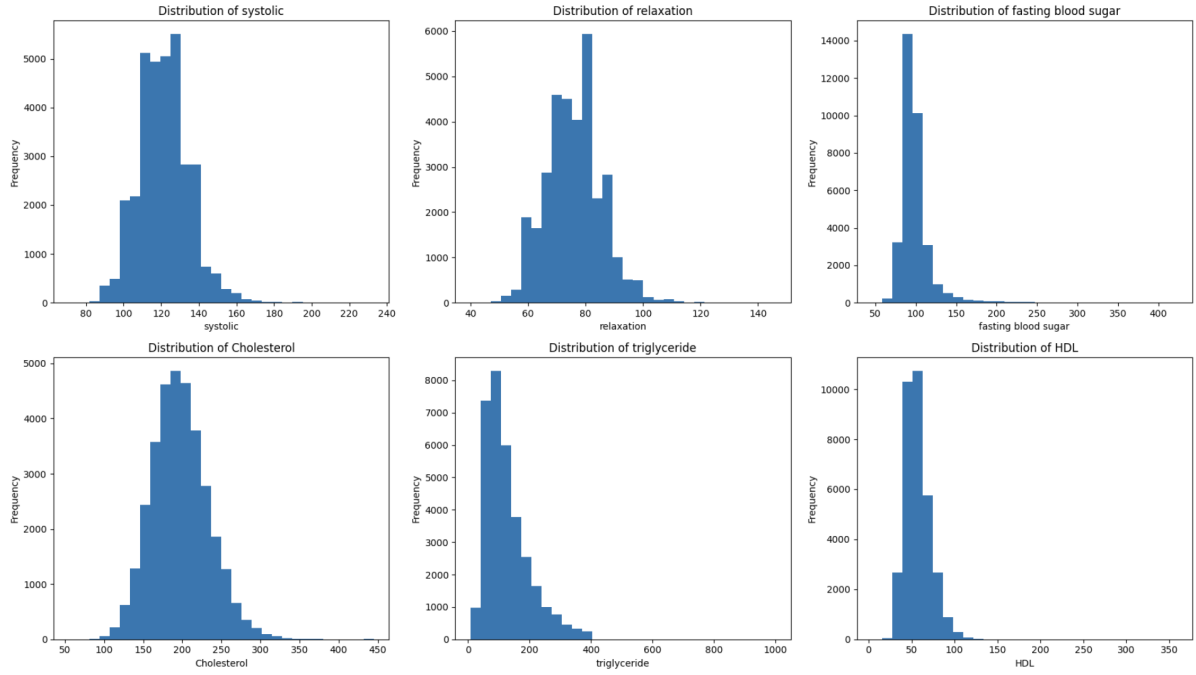 Distribution of systolic
Frequency
5000
4000
3000
2000
1000
0
80 100 120 140 160 180 200 220 240
systolic
Distribution of relaxation
Frequency
6000
5000
4000
3000
2000
1000
0
40 60 80 100 120 140
relaxation
Distribution of fasting blood sugar
Frequency
14000
12000
10000
8000
6000
4000
2000
0
50 100 150 200 250 300 350 400
fasting blood sugar
Distribution of Cholesterol
Frequency
5000
4000
3000
2000
1000
0
50 100 150 200 250 300 350 400 450
Cholesterol
Distribution of triglyceride
Frequency
8000
7000
6000
5000
4000
3000
2000
1000
0
0 200 400 600 800 1000
triglyceride
Distribution of HDL
Frequency
10000
8000
6000
4000
2000
0
0 50 100 150 200 250 300 350
HDL